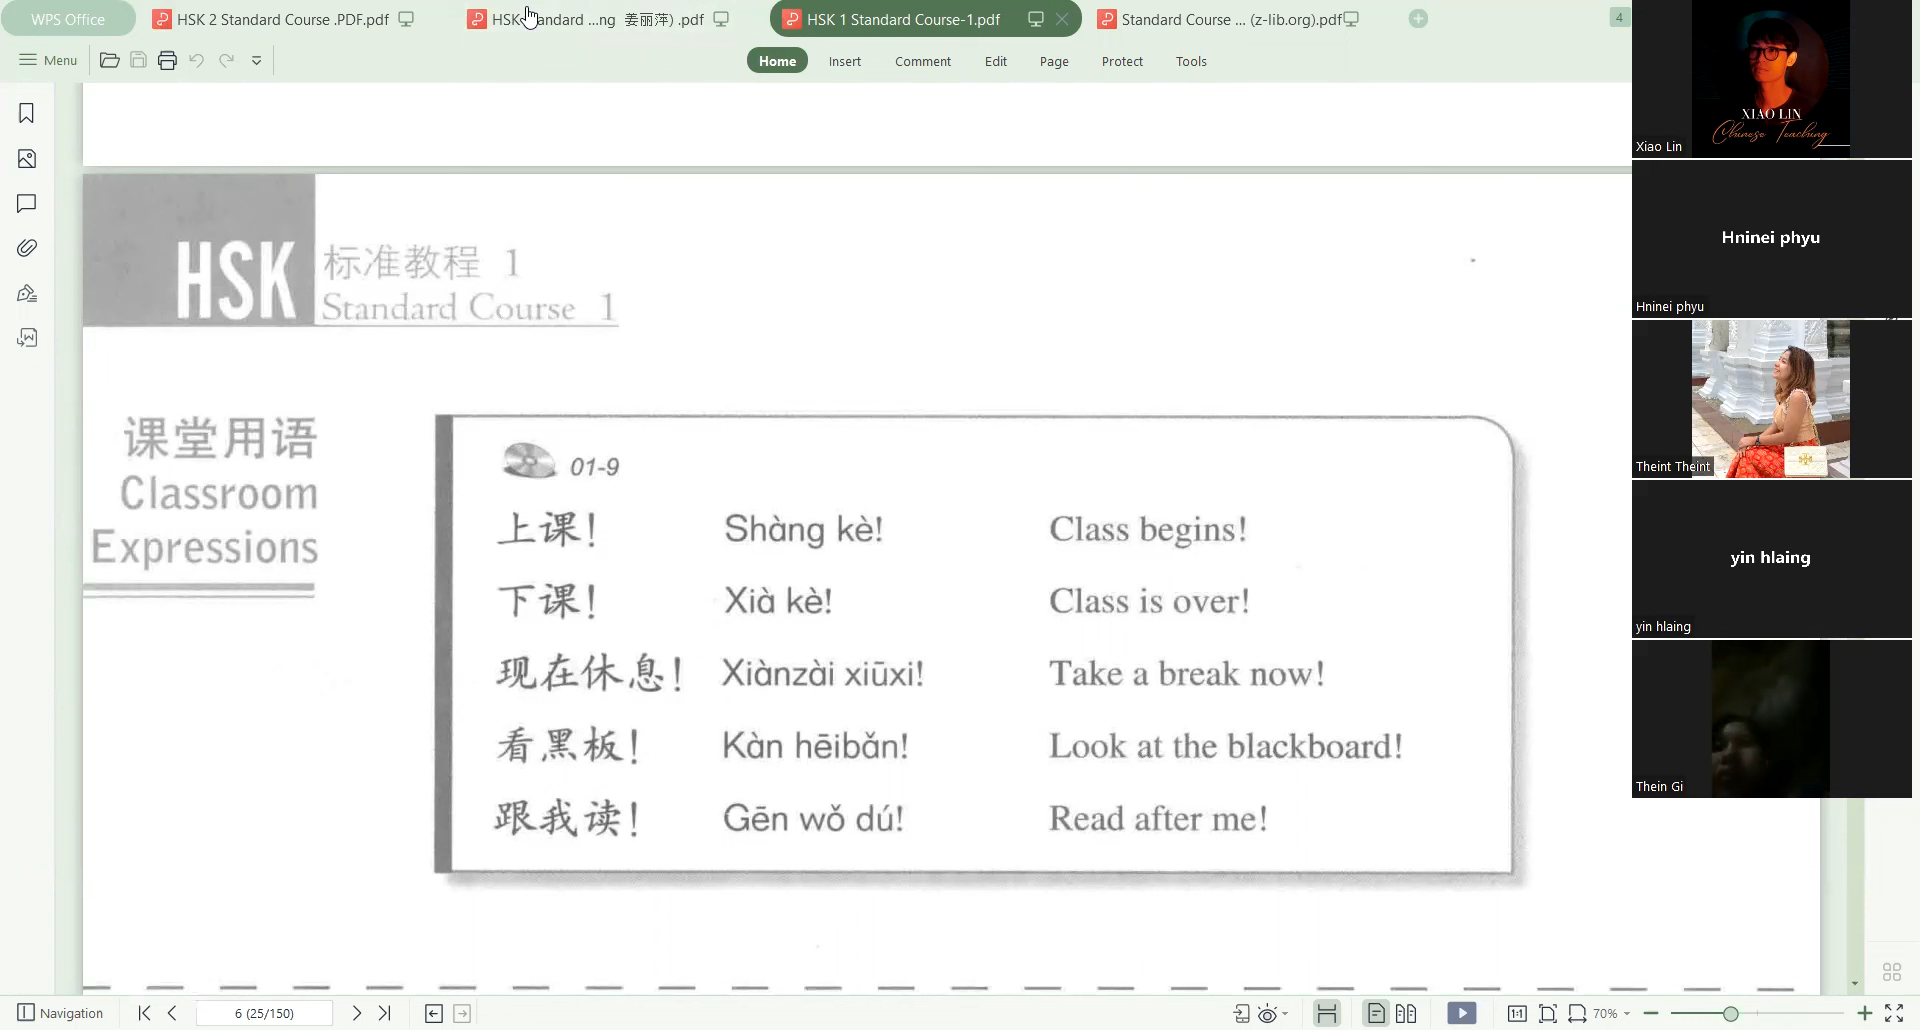 WPS Office
HSK 2 Standard Course .PDF.pdf
HSK andard ...ng 姜丽萍) .pdf
HSK 1 Standard Course-1.pdf
Standard Course ... (z-lib.org).pdf
4
Menu
Home
Insert
Comment
Edit
Page
Protect
Tools
HSK
标准教程 1
Standard Course 1
课堂用语
Classroom
Expressions
01-9
上课! Shàng kè! Class begins!
下课! Xià kè! Class is over!
现在休息! Xiànzài xiūxi! Take a break now!
看黑板! Kàn hēibǎn! Look at the blackboard!
跟我读! Gēn wǒ dú! Read after me!
XIAO LIN
Chinese Teaching
Xiao Lin
Hninei phyu
Hninei phyu
Theint Theint
yin hlaing
yin hlaing
Thein Gi
Navigation
6 (25/150)
1:1
70%